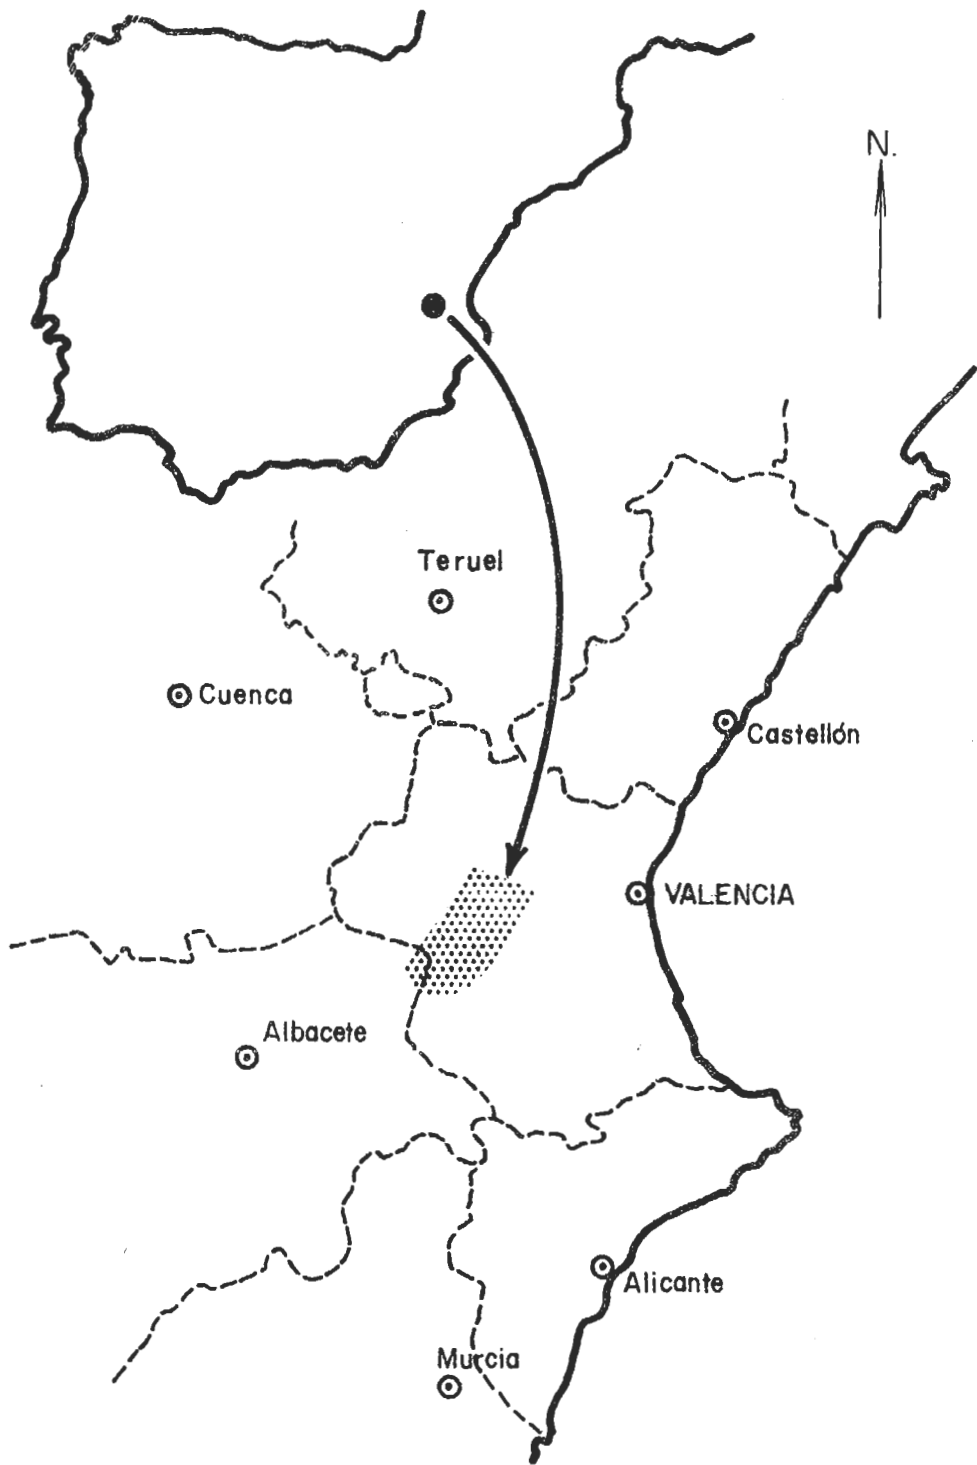 N.
Teruel
Cuenca
Castellón
VALENCIA
Albacete
Alicante
Murcia